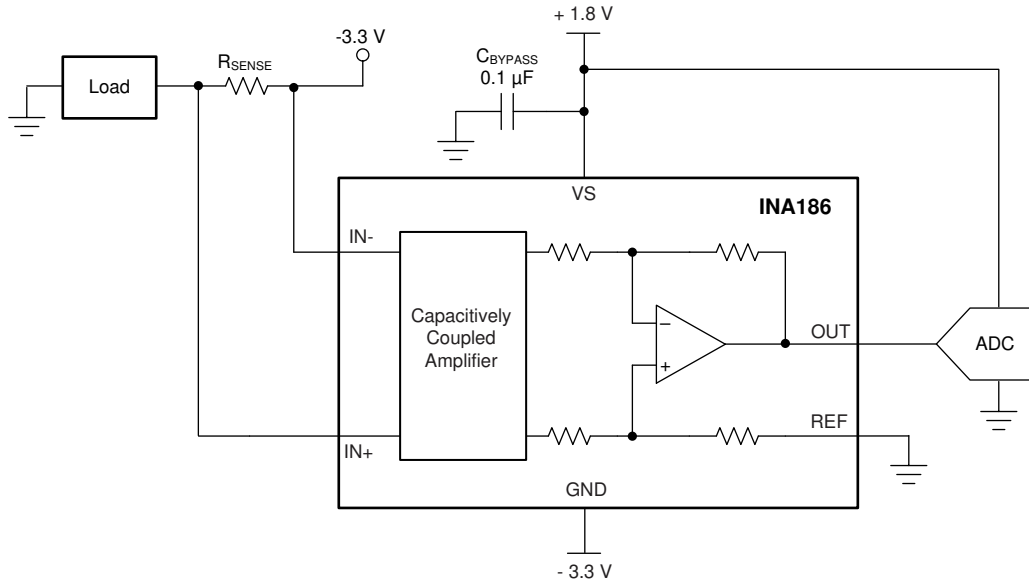 + 1.8 V
-3.3 V
RSENSE
CBYPASS
0.1 µF
Load
VS
INA186
IN-
Capacitively
Coupled
Amplifier
−
+
OUT
ADC
REF
IN+
GND
- 3.3 V